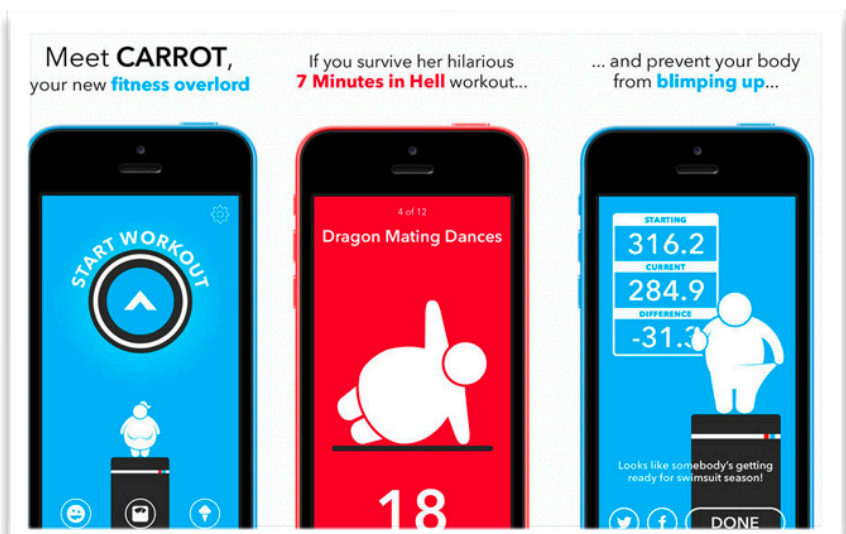 Meet CARROT,
your new fitness overlord
If you survive her hilarious
7 Minutes in Hell workout...
... and prevent your body
from blimping up...
START WORKOUT
4 of 12
Dragon Mating Dances
18
STARTING
316.2
CURRENT
284.9
DIFFERENCE
-31.3
Looks like somebody's getting
ready for swimsuit season!
DONE